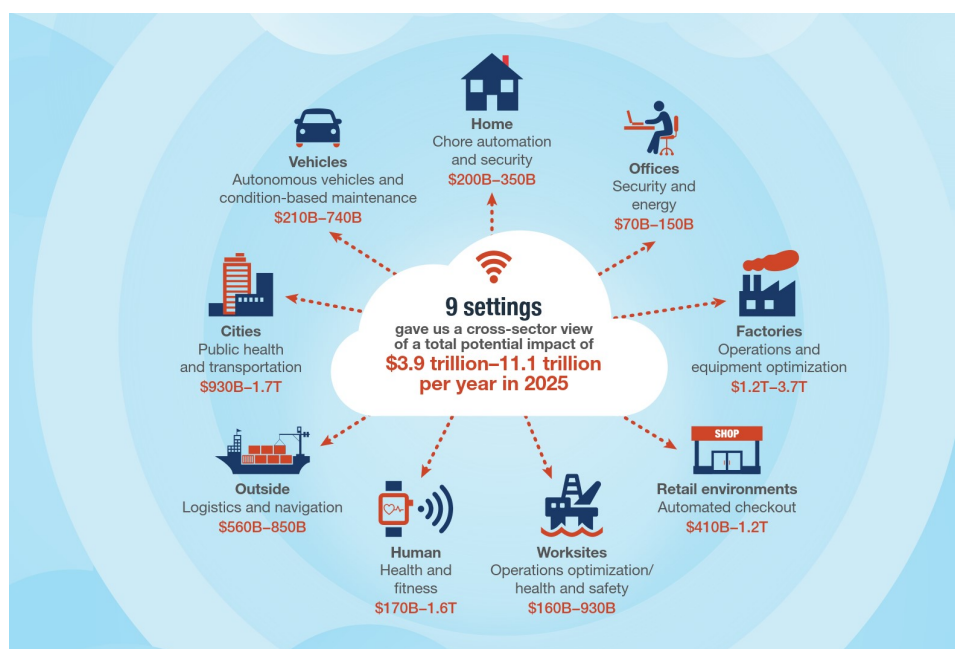 Home
Chore automation
and security
$200B–350B
Offices
Security and
energy
$70B–150B
Vehicles
Autonomous vehicles and
condition-based maintenance
$210B–740B
9 settings
gave us a cross-sector view
of a total potential impact of
$3.9 trillion–11.1 trillion
per year in 2025
Cities
Public health
and transportation
$930B–1.7T
Factories
Operations and
equipment optimization
$1.2T–3.7T
Outside
Logistics and navigation
$560B–850B
SHOP
Retail environments
Automated checkout
$410B–1.2T
Human
Health and
fitness
$170B–1.6T
Worksites
Operations optimization/
health and safety
$160B–930B